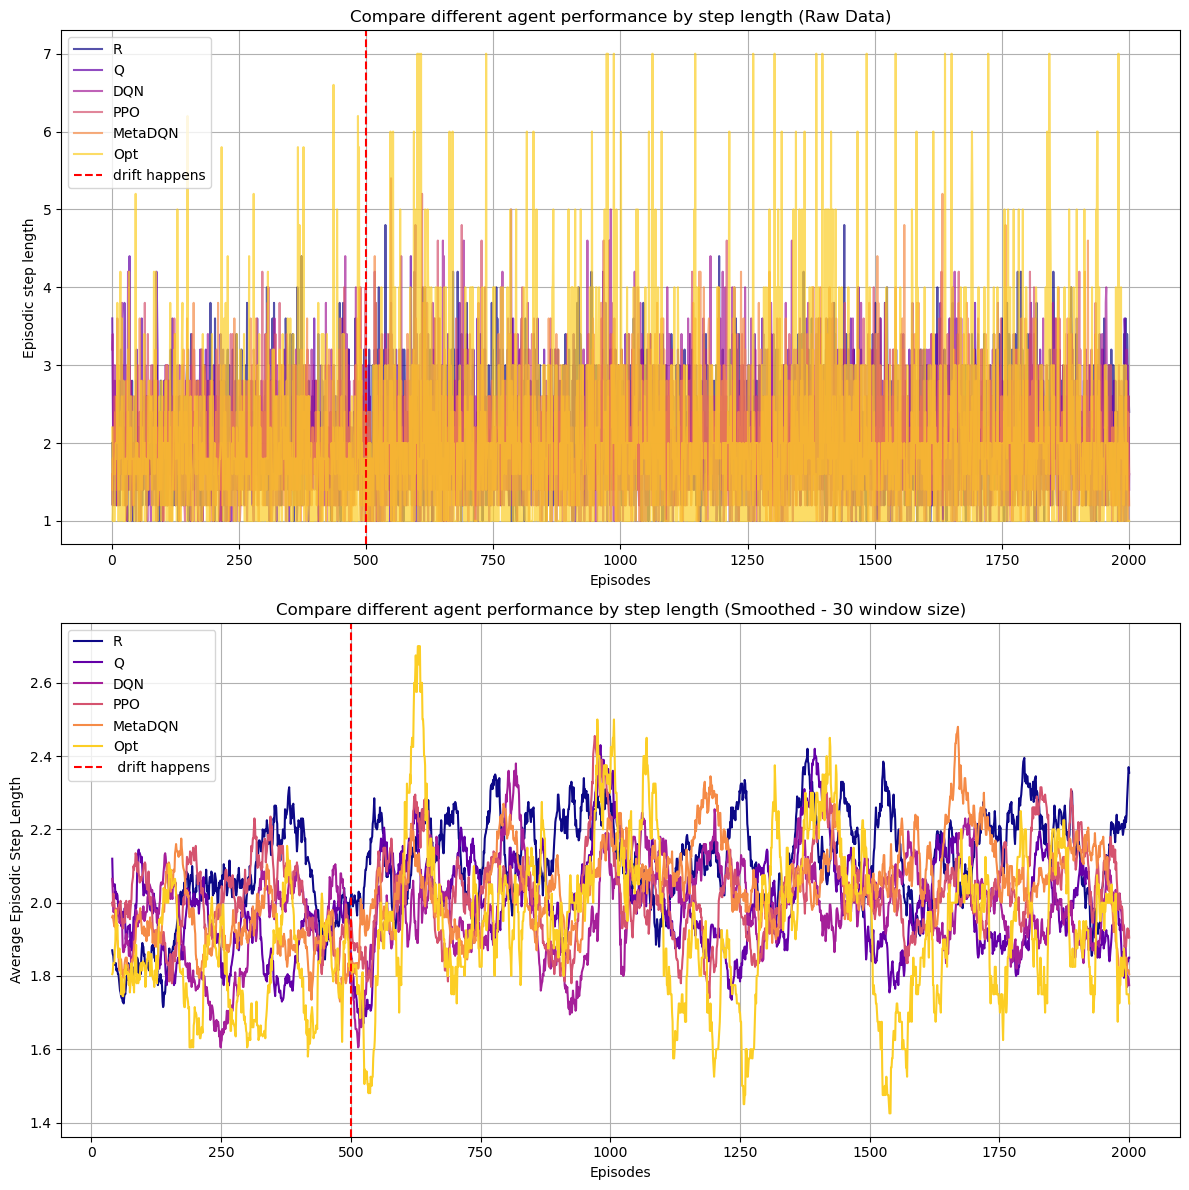 Compare different agent performance by step length (Raw Data)
R
Q
DQN
PPO
MetaDQN
Opt
drift happens
Episodic step length
7
6
5
4
3
2
1
0
250
500
750
1000
1250
1500
1750
2000
Episodes
Compare different agent performance by step length (Smoothed - 30 window size)
R
Q
DQN
PPO
MetaDQN
Opt
drift happens
Average Episodic Step Length
2.6
2.4
2.2
2.0
1.8
1.6
1.4
0
250
500
750
1000
1250
1500
1750
2000
Episodes